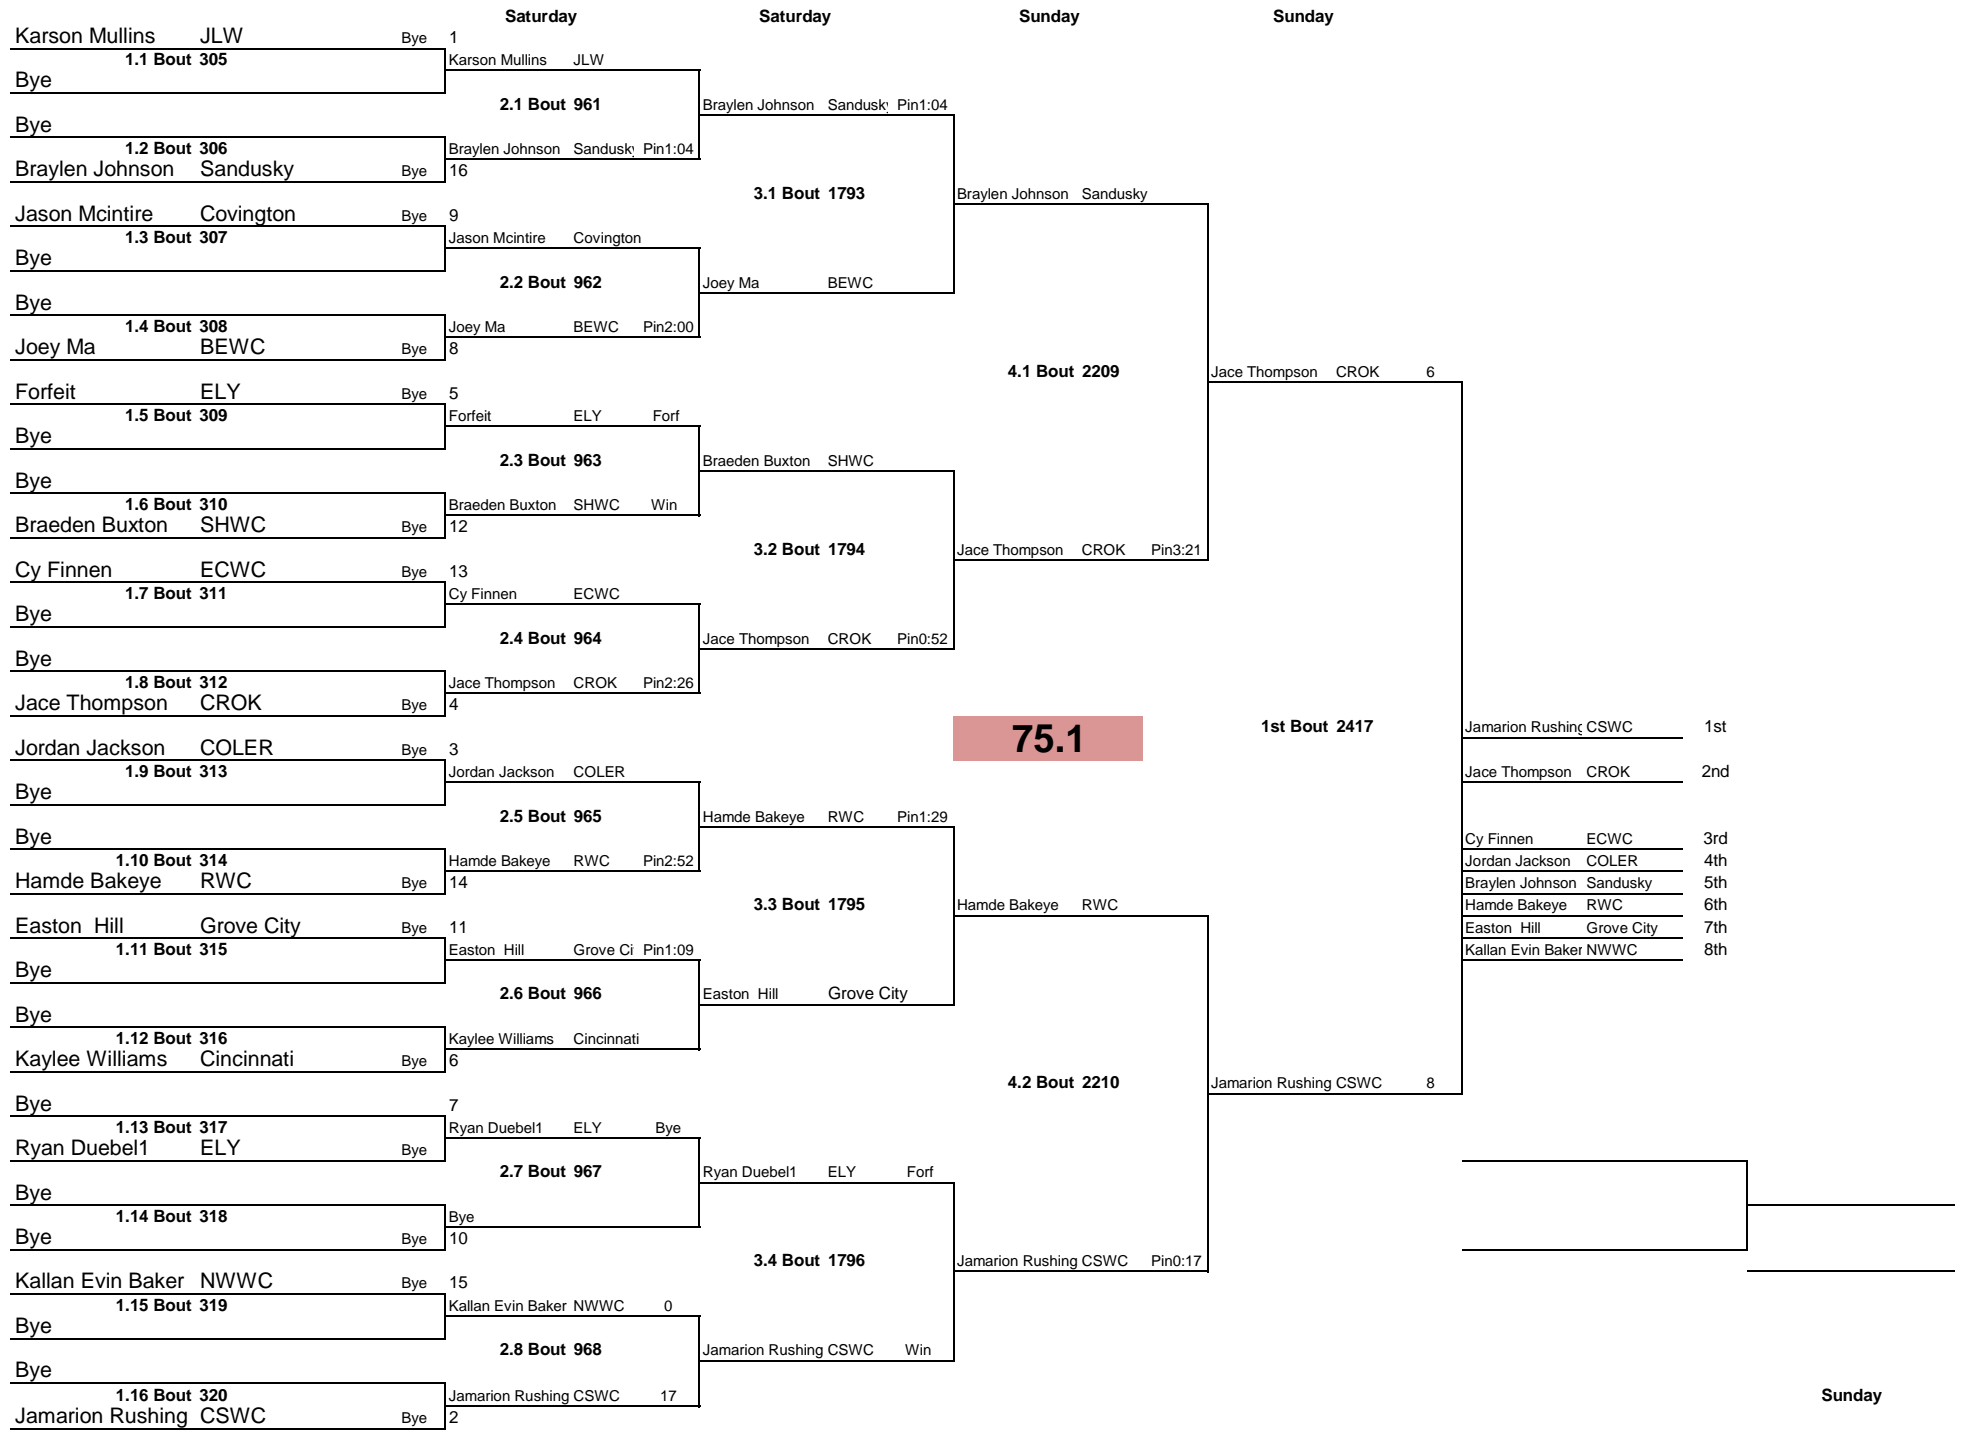 Saturday Saturday Sunday Sunday
Karson Mullins JLW Bye 1
1.1 Bout 305
Karson Mullins JLW
Bye
2.1 Bout 961
Braylen Johnson Sandusky Pin1:04
Bye
1.2 Bout 306
Braylen Johnson Sandusky Pin1:04
Braylen Johnson Sandusky Bye 16
3.1 Bout 1793
Braylen Johnson Sandusky
Jason Mcintire Covington Bye 9
1.3 Bout 307
Jason Mcintire Covington
Bye
2.2 Bout 962
Joey Ma BEWC
Bye
1.4 Bout 308
Joey Ma BEWC Pin2:00
Joey Ma BEWC Bye 8
4.1 Bout 2209
Jace Thompson CROK 6
Forfeit ELY Bye 5
1.5 Bout 309
Forfeit ELY Forf
Bye
2.3 Bout 963
Braeden Buxton SHWC
Bye
1.6 Bout 310
Braeden Buxton SHWC Win
Braeden Buxton SHWC Bye 12
3.2 Bout 1794
Jace Thompson CROK Pin3:21
Cy Finnen ECWC Bye 13
1.7 Bout 311
Cy Finnen ECWC
Bye
2.4 Bout 964
Jace Thompson CROK Pin0:52
Bye
1.8 Bout 312
Jace Thompson CROK Pin2:26
Jace Thompson CROK Bye 4
75.1
1st Bout 2417
Jamarion Rushing CSWC 1st
Jordan Jackson COLER Bye 3
1.9 Bout 313
Jordan Jackson COLER
Jace Thompson CROK 2nd
Bye
2.5 Bout 965
Hamde Bakeye RWC Pin1:29
Bye
Cy Finnen ECWC 3rd
1.10 Bout 314
Hamde Bakeye RWC Pin2:52
Jordan Jackson COLER 4th
Hamde Bakeye RWC Bye 14
Braylen Johnson Sandusky 5th
3.3 Bout 1795
Hamde Bakeye RWC
Hamde Bakeye RWC 6th
Easton Hill Grove City Bye 11
Easton Hill Grove City 7th
1.11 Bout 315
Easton Hill Grove Ci Pin1:09
Kallan Evin Baker NWWC 8th
Bye
2.6 Bout 966
Easton Hill Grove City
Bye
1.12 Bout 316
Kaylee Williams Cincinnati
Kaylee Williams Cincinnati Bye 6
4.2 Bout 2210
Jamarion Rushing CSWC 8
Bye 7
1.13 Bout 317
Ryan Duebel1 ELY Bye
Ryan Duebel1 ELY Bye
2.7 Bout 967
Ryan Duebel1 ELY Forf
Bye
1.14 Bout 318
Bye
Bye Bye 10
3.4 Bout 1796
Jamarion Rushing CSWC Pin0:17
Kallan Evin Baker NWWC Bye 15
1.15 Bout 319
Kallan Evin Baker NWWC 0
Bye
2.8 Bout 968
Jamarion Rushing CSWC Win
Bye
1.16 Bout 320
Jamarion Rushing CSWC 17
Sunday
Jamarion Rushing CSWC Bye 2